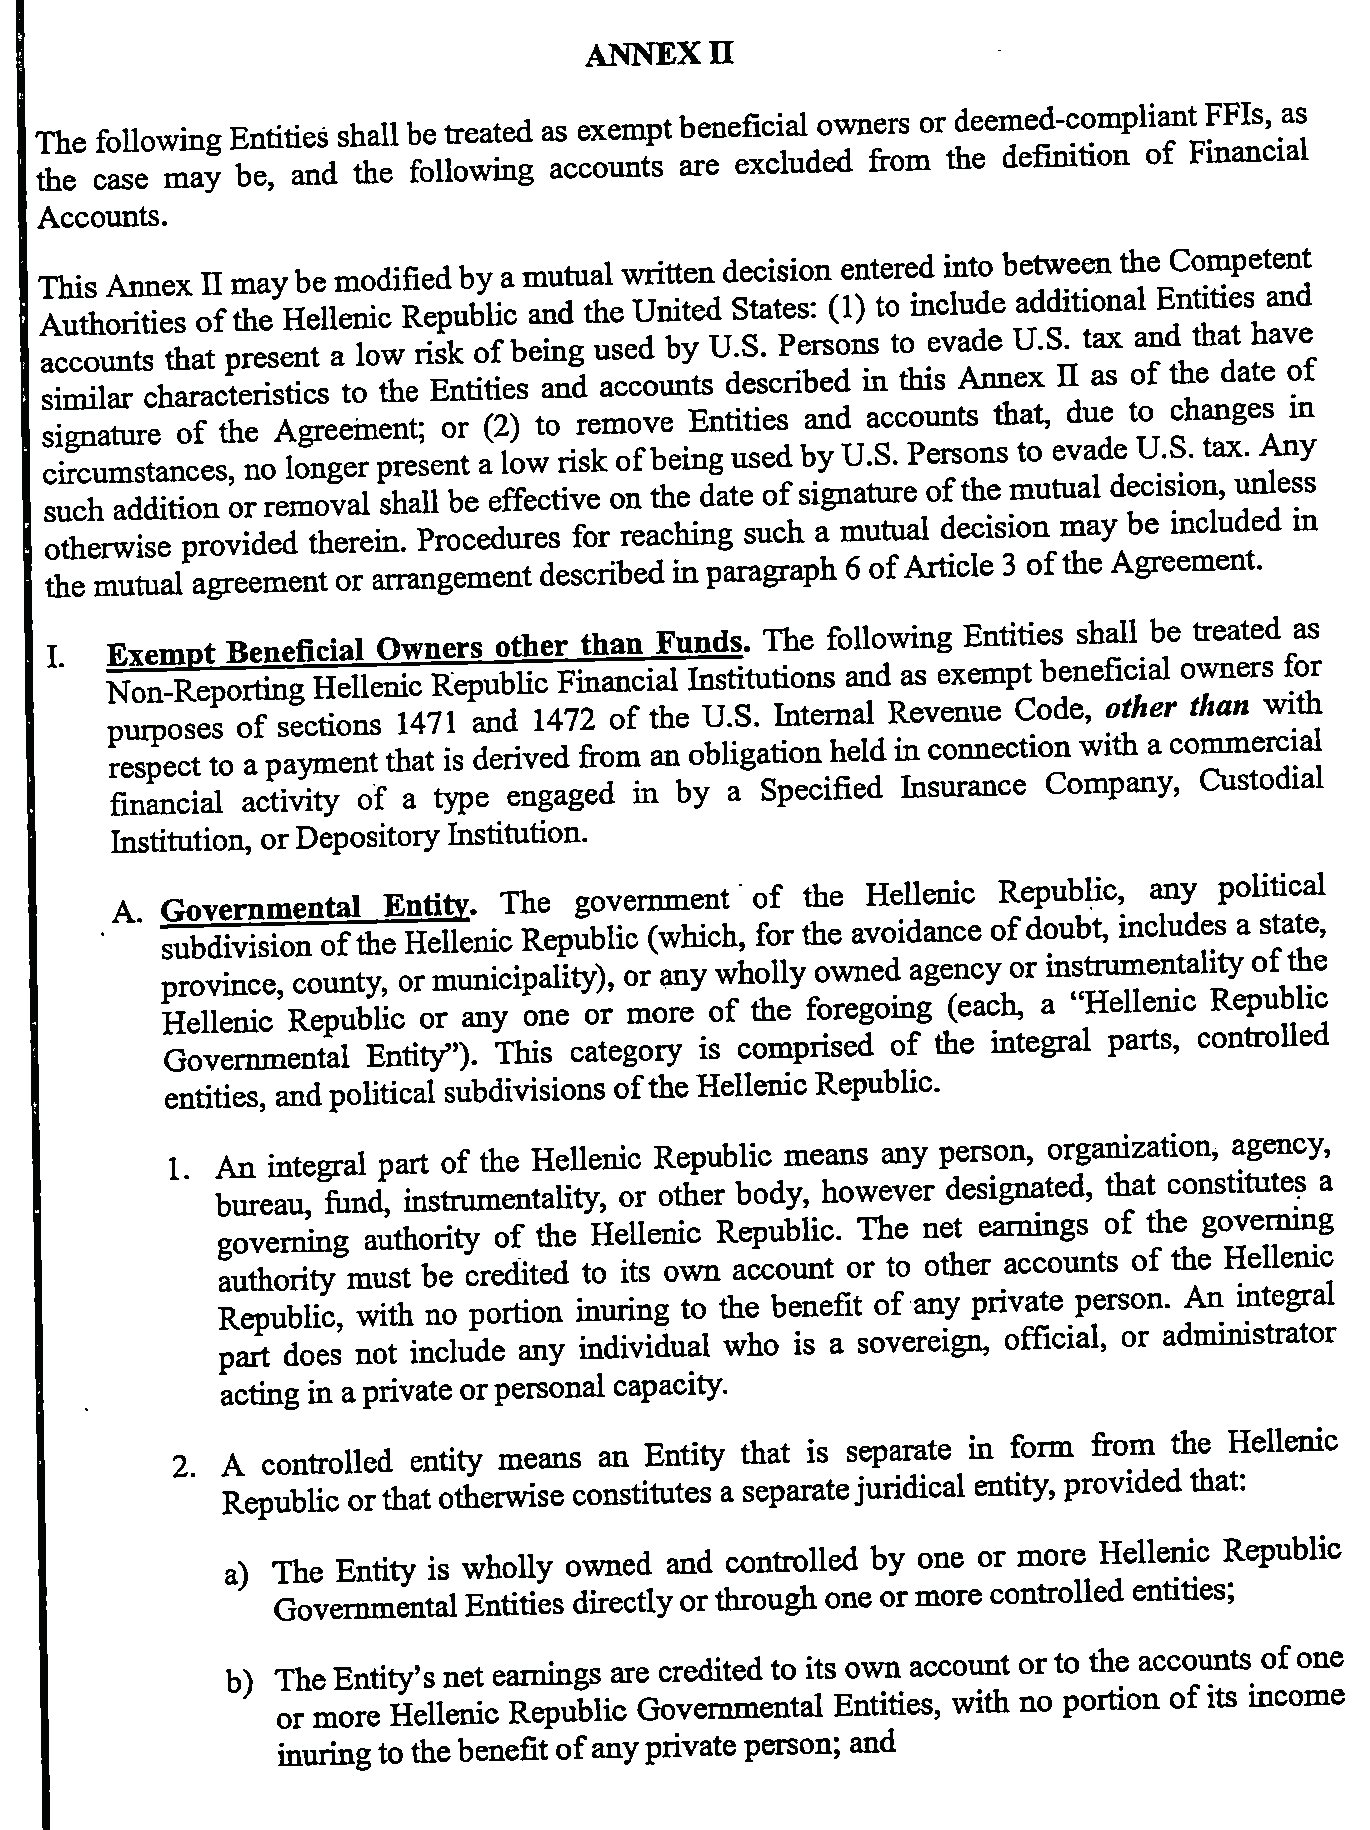 ANNEX II
The following Entities shall be treated as exempt beneficial owners or deemed-compliant FFIs, as
the case may be, and the following accounts are excluded from the definition of Financial
Accounts.
This Annex II may be modified by a mutual written decision entered into between the Competent
Authorities of the Hellenic Republic and the United States: (1) to include additional Entities and
accounts that present a low risk of being used by U.S. Persons to evade U.S. tax and that have
similar characteristics to the Entities and accounts described in this Annex II as of the date of
signature of the Agreement; or (2) to remove Entities and accounts that, due to changes in
circumstances, no longer present a low risk of being used by U.S. Persons to evade U.S. tax. Any
such addition or removal shall be effective on the date of signature of the mutual decision, unless
otherwise provided therein. Procedures for reaching such a mutual decision may be included in
the mutual agreement or arrangement described in paragraph 6 of Article 3 of the Agreement.
I. Exempt Beneficial Owners other than Funds. The following Entities shall be treated as
Non-Reporting Hellenic Republic Financial Institutions and as exempt beneficial owners for
purposes of sections 1471 and 1472 of the U.S. Internal Revenue Code, other than with
respect to a payment that is derived from an obligation held in connection with a commercial
financial activity of a type engaged in by a Specified Insurance Company, Custodial
Institution, or Depository Institution.
A. Governmental Entity. The government of the Hellenic Republic, any political
subdivision of the Hellenic Republic (which, for the avoidance of doubt, includes a state,
province, county, or municipality), or any wholly owned agency or instrumentality of the
Hellenic Republic or any one or more of the foregoing (each, a “Hellenic Republic
Governmental Entity”). This category is comprised of the integral parts, controlled
entities, and political subdivisions of the Hellenic Republic.
1. An integral part of the Hellenic Republic means any person, organization, agency,
bureau, fund, instrumentality, or other body, however designated, that constitutes a
governing authority of the Hellenic Republic. The net earnings of the governing
authority must be credited to its own account or to other accounts of the Hellenic
Republic, with no portion inuring to the benefit of any private person. An integral
part does not include any individual who is a sovereign, official, or administrator
acting in a private or personal capacity.
2. A controlled entity means an Entity that is separate in form from the Hellenic
Republic or that otherwise constitutes a separate juridical entity, provided that:
a) The Entity is wholly owned and controlled by one or more Hellenic Republic
Governmental Entities directly or through one or more controlled entities;
b) The Entity’s net earnings are credited to its own account or to the accounts of one
or more Hellenic Republic Governmental Entities, with no portion of its income
inuring to the benefit of any private person; and